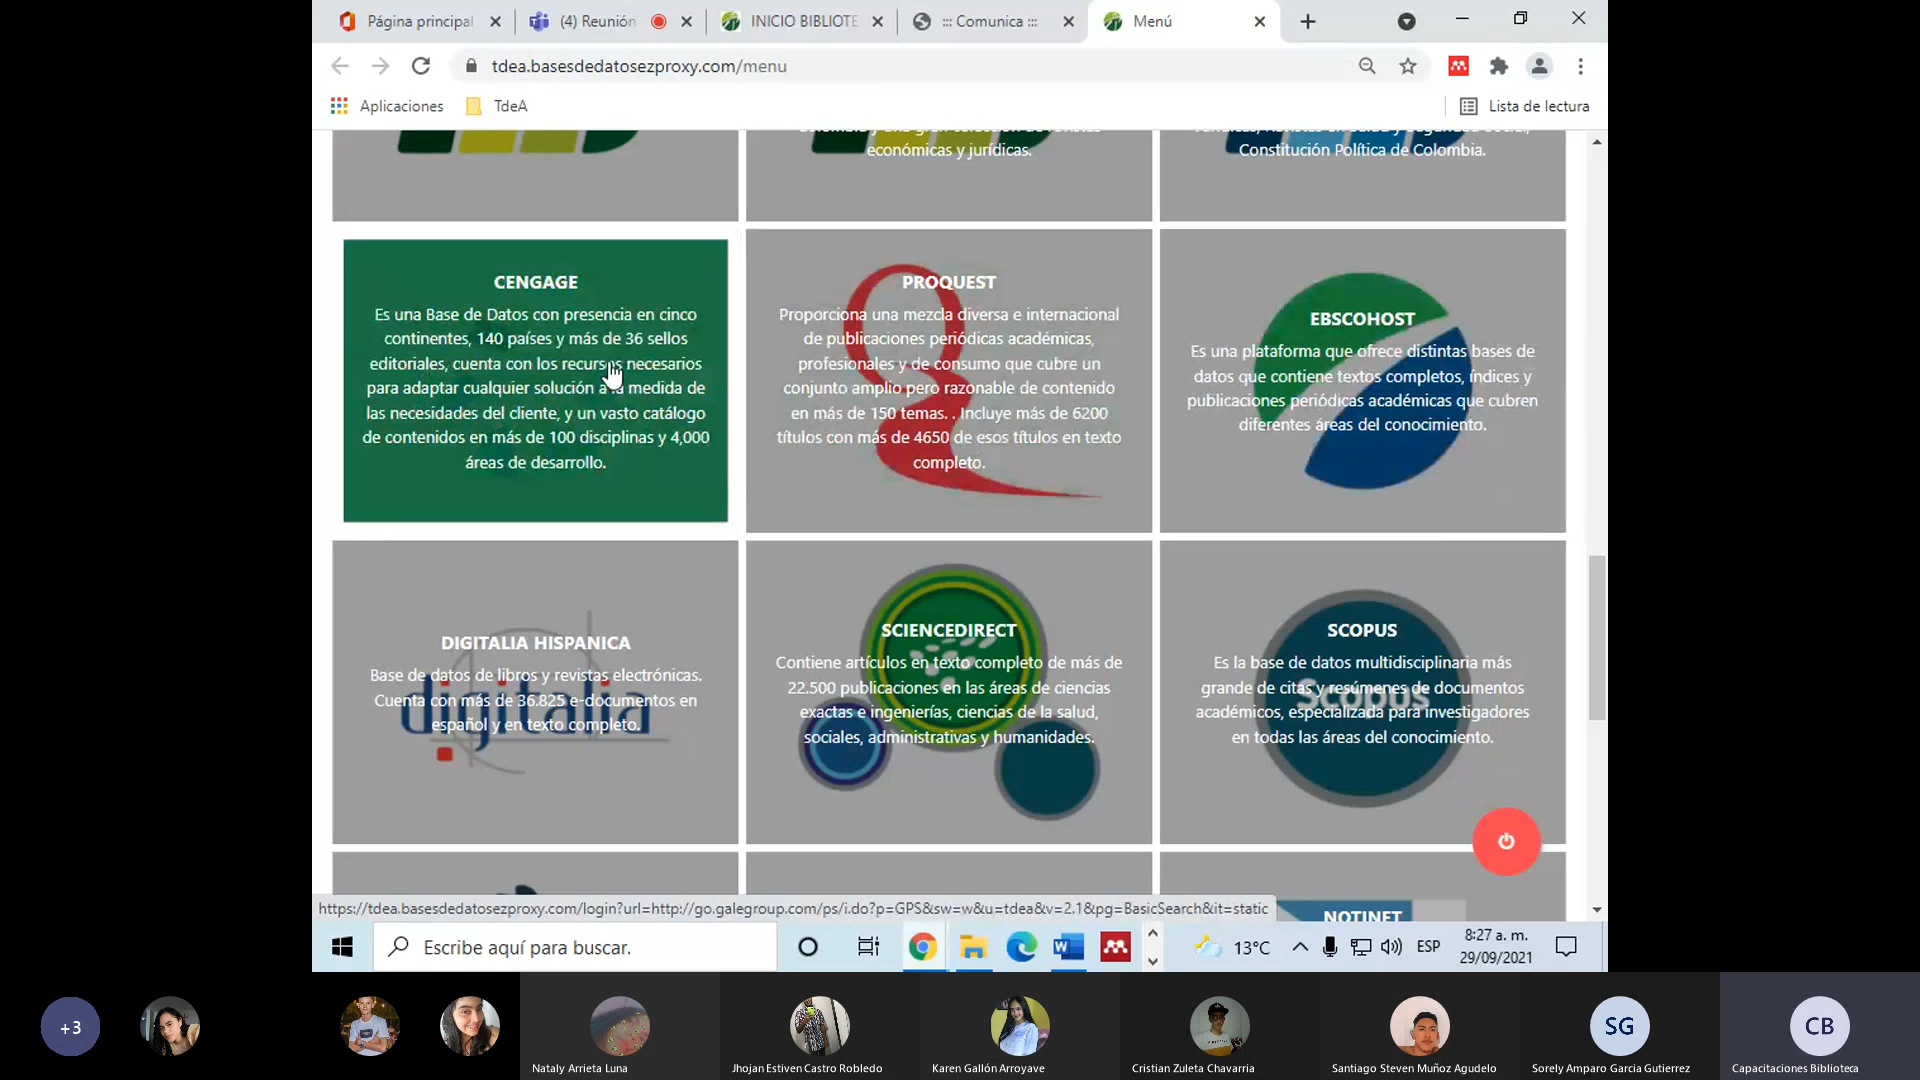 Página principal
(4) Reunión
INICIO BIBLIOTE
::: Comunica :::
Menú
tdea.basesdedatosezproxy.com/menu
Aplicaciones
TdeA
Lista de lectura
económicas y jurídicas.
Constitución Política de Colombia.
CENGAGE
Es una Base de Datos con presencia en cinco
continentes, 140 países y más de 36 sellos
editoriales, cuenta con los recursos necesarios
para adaptar cualquier solución a la medida de
las necesidades del cliente, y un vasto catálogo
de contenidos en más de 100 disciplinas y 4,000
áreas de desarrollo.
PROQUEST
Proporciona una mezcla diversa e internacional
de publicaciones periódicas académicas,
profesionales y de consumo que cubre un
conjunto amplio pero razonable de contenido
en más de 150 temas. . Incluye más de 6200
títulos con más de 4650 de esos títulos en texto
completo.
EBSCOHOST
Es una plataforma que ofrece distintas bases de
datos que contiene textos completos, índices y
publicaciones periódicas académicas que cubren
diferentes áreas del conocimiento.
DIGITALIA HISPANICA
Base de datos de libros y revistas electrónicas.
Cuenta con más de 36.825 e-documentos en
español y en texto completo.
digitalia
SCIENCEDIRECT
Contiene artículos en texto completo de más de
22.500 publicaciones en las áreas de ciencias
exactas e ingenierías, ciencias de la salud,
sociales, administrativas y humanidades.
SCOPUS
Es la base de datos multidisciplinaria más
grande de citas y resúmenes de documentos
académicos, especializada para investigadores
en todas las áreas del conocimiento.
Scopus
NOTINET
https://tdea.basesdedatosezproxy.com/login?url=http://go.galegroup.com/ps/i.do?p=GPS&sw=w&u=tdea&v=2.1&pg=BasicSearch&it=static
Escribe aquí para buscar.
13°C
ESP
8:27 a. m.
29/09/2021
+3
SG
CB
Nataly Arrieta Luna
Jhojan Estiven Castro Robledo
Karen Gallón Arroyave
Cristian Zuleta Chavarria
Santiago Steven Muñoz Agudelo
Sorely Amparo Garcia Gutierrez
Capacitaciones Biblioteca